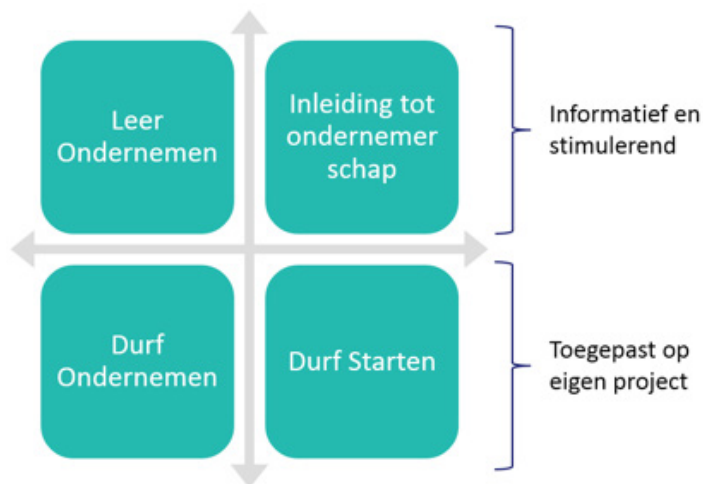 Leer
Ondernemen
Inleiding tot
ondernemer
schap
Informatief en
stimulerend
Durf
Ondernemen
Durf Starten
Toegepast op
eigen project